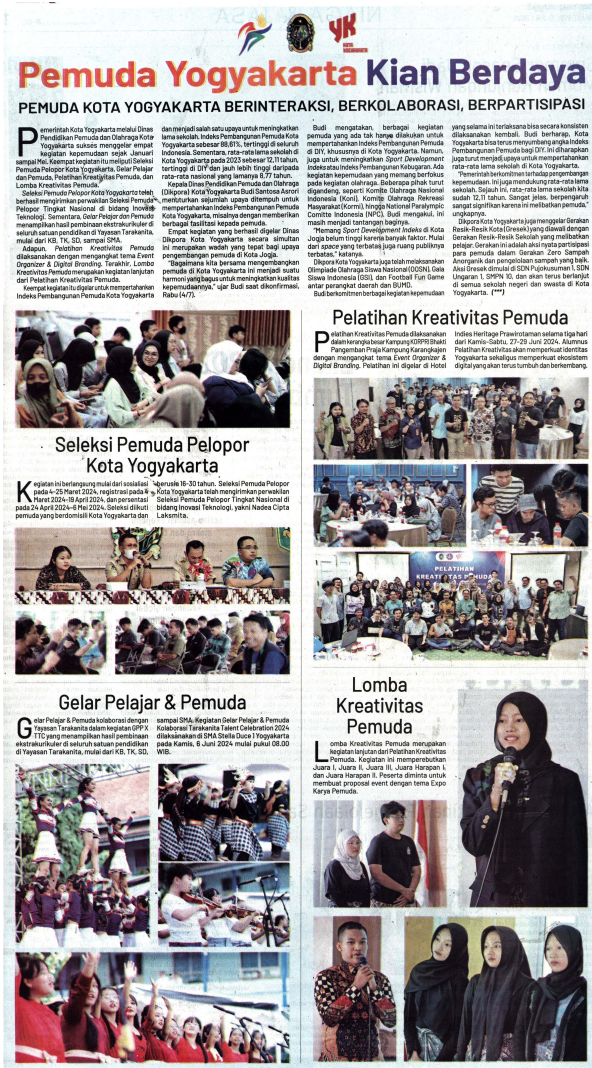 YK
KOTA
YOGYAKARTA
Pemuda Yogyakarta Kian Berdaya
PEMUDA KOTA YOGYAKARTA BERINTERAKSI, BERKOLABORASI, BERPARTISIPASI
Pemerintah Kota Yogyakarta melalui Dinas
Pendidikan Pemuda dan Olahraga Kota
Yogyakarta sukses menggelar empat
kegiatan kepemudaan sejak Januari
sampai Mei. Keempat kegiatan itu meliputi Seleksi
Pemuda Pelopor Kota Yogyakarta, Gelar Pelajar
dan Pemuda, Pelatihan Kreativitas Pemuda, dan
Lomba Kreativitas Pemuda.
Seleksi Pemuda Pelopor Kota Yogyakarta telah
berhasil mengirimkan perwakilan Seleksi Pemuda
Pelopor Tingkat Nasional di bidang Inovasi
Teknologi. Sementara, Gelar Pelajar dan Pemuda
menampilkan hasil pembinaan ekstrakurikuler di
seluruh satuan pendidikan di Yayasan Tarakanita,
mulai dari KB, TK, SD, sampai SMA.
Adapun, Pelatihan Kreativitas Pemuda
dilaksanakan dengan mengangkat tema Event
Organizer & Digital Branding. Terakhir, Lombo
Kreativitas Pemuda merupakan kegiatan lanjutan
dari Pelatihan Kreativitas Pemuda.
Keempat kegiatan itu digelar untuk mempertahankan
Indeks Pembangunan Pemuda Kota Yogyakarta
dan menjadi salah satu upaya untuk meningkatkan
lama sekolah. Indeks Pembangunan Pemuda Kota
Yogyakarta sebesar 88,61%, tertinggi di seluruh
Indonesia. Sementara, rata-rata lama sekolah di
Kota Yogyakarta pada 2023 sebesar 12,11 tahun,
tertinggi di DIY dan jauh lebih tinggi daripada
rata-rata nasional yang lamanya 8,77 tahun.
Kepala Dinas Pendidikan Pemuda dan Olahraga
(Dikpora) Kota Yogyakarta Budi Santosa Asrori
menturkan sejumlah upaya ditempuh untuk
mempertahankan Indeks Pembangunan Pemuda
Kota Yogyakarta, misalnya dengan memberikan
berbagai fasilitasi kepada pemuda.
Empat kegiatan yang berhasil digelar Dinas
Dikpora Kota Yogyakarta secara simultan
ini merupakan wadah yang tepat bagi upaya
pengembangan pemuda di Kota Jogja.
"Bagaimana kita bersama mengembangkan
pemuda di Kota Yogyakarta ini menjadi suatu
harmoni yang bagus untuk meningkatkan kualitas
kepemudaannya," ujar Budi saat dikonfirmasi,
Rabu (4/7).
Budi mengatakan, berbagai kegiatan
pemuda yang ada tak hanya dilakukan untuk
mempertahankan Indeks Pembangunan Pemuda
di DIY, khususnya di Kota Yogyakarta. Namun,
juga untuk meningkatkan Sport Development
Index atau Indeks Pembangunan Kebugaran. Ada
kegiatan kepemudaan yang memang berfokus
pada kegiatan olahraga. Beberapa pihak turut
digandeng, seperti Komite Olahraga Nasional
Indonesia (Koni), Komite Olahraga Rekreasi
Masyarakat (Kormi), hingga National Paralympic
Comitte Indonesia (NPC). Budi mengakui, ini
masih menjadi tantangan baginya.
"Memang Sport Development Indeks di Kota
Jogja belum tinggi karena banyak faktor. Mulai
dari space yang terbatas juga ruang publiknya
terbatas," katanya.
Dikpora Kota Yogyakarta juga telah melaksanakan
Olimpiade Olahraga Siswa Nasional (OOSN), Gala
Siswa Indonesia (GSI), dan Football Fun Game
antar perangkat daerah dan BUMD.
Budi berkomitmen berbagai kegiatan kepemudaan
yang selama ini terlaksana bisa secara konsisten
dilaksanakan kembali. Budi berharap, Kota
Yogyakarta bisa terus menyumbang angka Indeks
Pembangunan Pemuda bagi DIY. Ini diharapkan
juga turut menjadi upaya untuk mempertahankan
rata-rata lama sekolah di Kota Yogyakarta.
"Pemerintah berkomitmen terhadap pengembangan
kepemudaan. Ini juga mendukung rata-rata lama
sekolah. Sejauh ini, rata-rata lama sekolah kita
sudah 12,11 tahun. Sangat jelas, berpengaruh
sangat signifikan karena ini melibatkan pemuda,"
ungkapnya.
Dikpora Kota Yogyakarta juga menggelar Gerakan
Resik-Resik Kota (Gresek) yang diawali dengan
Gerakan Resik-Resik Sekolah yang melibatkan
pelajar. Gerakan ini adalah aksi nyata partisipasi
para pemuda dalam Gerakan Zero Sampah
Anorganik dan pengelolaan sampah yang bajik.
Aksi Gresek dimulai di SDN Pujokusuman 1, SDN
Ungaran 1, SMPN 10, dan akan terus berlanjut
di semua sekolah negeri dan swasta di Kota
Yogyakarta. (***)
Pelatihan Kreativitas Pemuda
Pelatihan Kreativitas Pemuda dilaksanakan
dalam kerangka besar Kampung KORPRI Bhakti
Pangemban Praja Kampung Karangkajen
dengan mengangkat tema Event Organizer &
Digital Branding. Pelatihan ini digelar di Hotel
Indies Heritage Prawirotaman selama tiga hari
dari Kamis-Sabtu, 27-29 Juni 2024. Alumnus
Pelatihan Kreativitas akan memperkuat identitas
Yogyakarta sekaligus memperkuat ekosistem
digital yang akan terus tumbuh dan berkembang.
PELATIHAN
KREATIVITAS PEMUDA
Seleksi Pemuda Pelopor
Kota Yogyakarta
Kegiatan ini berlangsung mulai dari sosialiasi
pada 4-25 Maret 2024, registrasi pada 4
Maret 2024-19 April 2024, dan persentasi
pada 24 April 2024-6 Mei 2024. Seleksi diikuti
pemuda yang berdomisili Kota Yogyakarta dan
berusia 16-30 tahun. Seleksi Pemuda Pelopor
Kota Yogyakarta telah mengirimkan perwakilan
Seleksi Pemuda Pelopor Tingkat Nasional di
bidang Inovasi Teknologi, yakni Nadea Cipta
Laksmita.
Gelar Pelajar & Pemuda
Gelar Pelajar & Pemuda kolaborasi dengan
Yayasan Tarakanita dalam kegiatan GPP X
TTC yang menampilkan hasil pembinaan
ekstrakurikuler di seluruh satuan pendidikan
di Yayasan Tarakanita, mulai dari KB, TK, SD,
sampai SMA. Kegiatan Gelar Pelajar & Pemuda
Kolaborasi Tarakanita Talent Celebration 2024
dilaksanakan di SMA Stella Duce 1 Yogyakarta
pada Kamis, 6 Juni 2024 mulai pukul 08.00
WIB.
Lomba
Kreativitas
Pemuda
Lomba Kreativitas Pemuda merupakan
kegiatan lanjutan dari Pelatihan Kreativitas
Pemuda. Kegiatan ini memperebutkan
Juara I, Juara II, Juara III, Juara Harapan I,
dan Juara Harapan II. Peserta diminta untuk
membuat proposal event dengan tema Expo
Karya Pemuda.